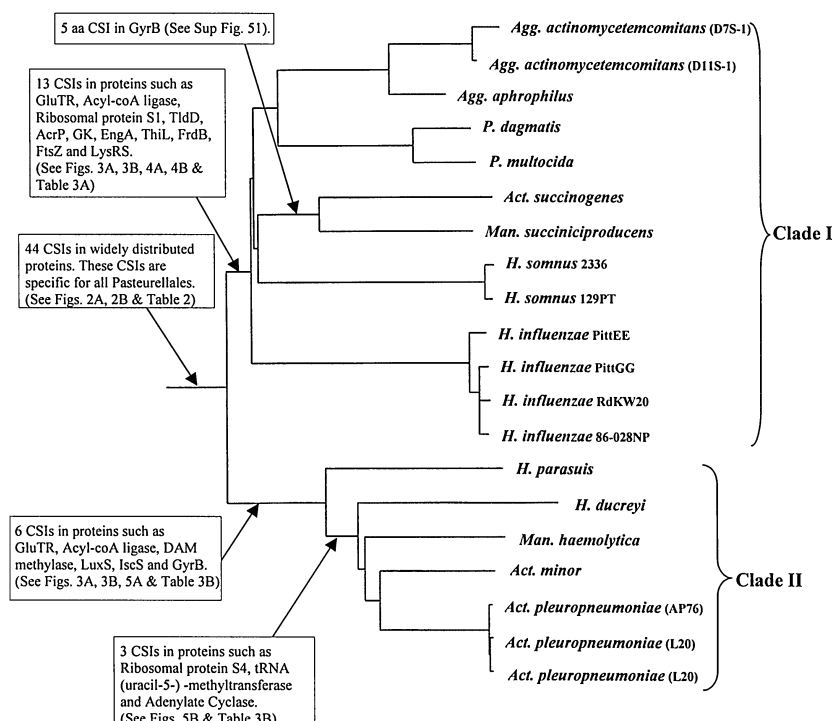 5 aa CSI in GyrB (See Sup Fig. 51).
13 CSIs in proteins such as
GluTR, Acyl-coA ligase,
Ribosomal protein S1, TldD,
AcrP, GK, EngA, ThiL, FrdB,
FtsZ and LysRS.
(See Figs. 3A, 3B, 4A, 4B &
Table 3A)
44 CSIs in widely distributed
proteins. These CSIs are
specific for all Pasteurellales.
(See Figs. 2A, 2B & Table 2)
6 CSIs in proteins such as
GluTR, Acyl-coA ligase, DAM
methylase, LuxS, IscS and GyrB.
(See Figs. 3A, 3B, 5A & Table 3B)
3 CSIs in proteins such as
Ribosomal protein S4, tRNA
(uracil-5-) -methyltransferase
and Adenylate Cyclase.
(See Figs. 5B & Table 3B)
Agg. actinomycetemcomitans (D7S-1)
Agg. actinomycetemcomitans (D11S-1)
Agg. aphrophilus
P. dagmatis
P. multocida
Act. succinogenes
Man. succiniciproducens
H. somnus 2336
H. somnus 129PT
H. influenzae PittEE
H. influenzae PittGG
H. influenzae RdKW20
H. influenzae 86-028NP
Clade I
H. parasuis
H. ducreyi
Man. haemolytica
Act. minor
Act. pleuropneumoniae (AP76)
Act. pleuropneumoniae (L20)
Act. pleuropneumoniae (L20)
Clade II